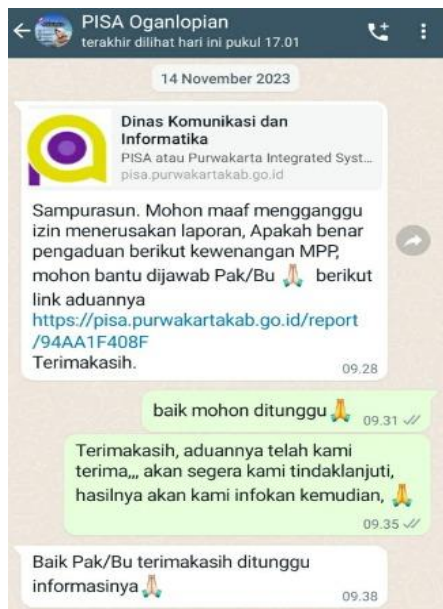 PISA Oganlopian
terakhir dilihat hari ini pukul 17.01
14 November 2023
Dinas Komunikasi dan
Informatika
PISA atau Purwakarta Integrated Syst...
pisa.purwakartakab.go.id
Sampurasun. Mohon maaf mengganggu
izin menerusakan laporan, Apakah benar
pengaduan berikut kewenangan MPP,
mohon bantu dijawab Pak/Bu 🙏🏻 berikut
link aduannya
https://pisa.purwakartakab.go.id/report
/94AA1F408F
Terimakasih.
09.28
baik mohon ditunggu🙏
09.31
Terimakasih, aduannya telah kami
terima,,, akan segera kami tindaklanjuti,
hasilnya akan kami infokan kemudian, 🙏
09.35
Baik Pak/Bu terimakasih ditunggu
informasinya🙏🏻
09.38